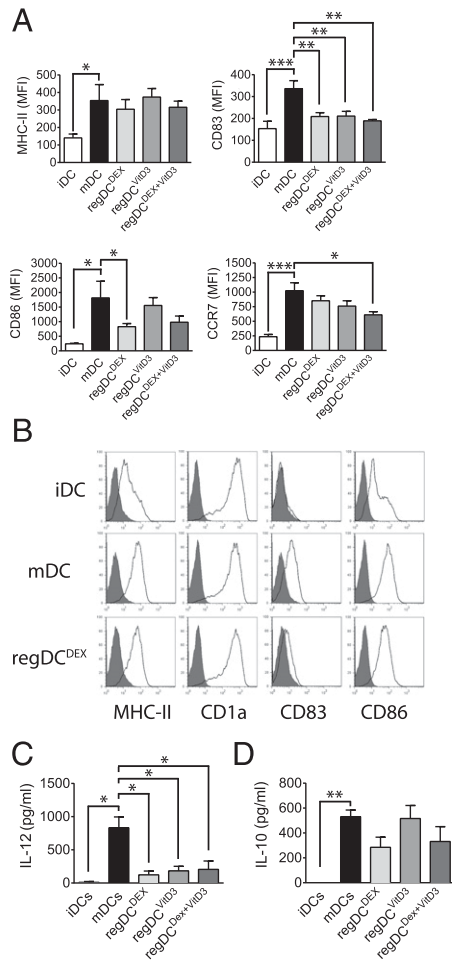 A
MHC-II (MFI)
500
400
300
200
100
0
*
iDC
mDC
regDC^DEX
regDC^VitD3
regDC^DEX+VitD3
CD83 (MFI)
400
300
200
100
0
***
**
**
**
iDC
mDC
regDC^DEX
regDC^VitD3
regDC^DEX+VitD3
CD86 (MFI)
3000
2500
2000
1500
1000
500
0
*
*
iDC
mDC
regDC^DEX
regDC^VitD3
regDC^DEX+VitD3
CCR7 (MFI)
1500
1250
1000
750
500
250
0
***
*
iDC
mDC
regDC^DEX
regDC^VitD3
regDC^DEX+VitD3
B
iDC
mDC
regDC^DEX
MHC-II CD1a CD83 CD86
C
IL-12 (pg/ml)
1500
1000
500
0
*
*
*
*
iDCs
mDCs
regDC^DEX
regDC^VitD3
regDC^Dex+VitD3
D
IL-10 (pg/ml)
800
600
400
200
0
**
iDCs
mDCs
regDC^DEX
regDC^VitD3
regDC^Dex+VitD3